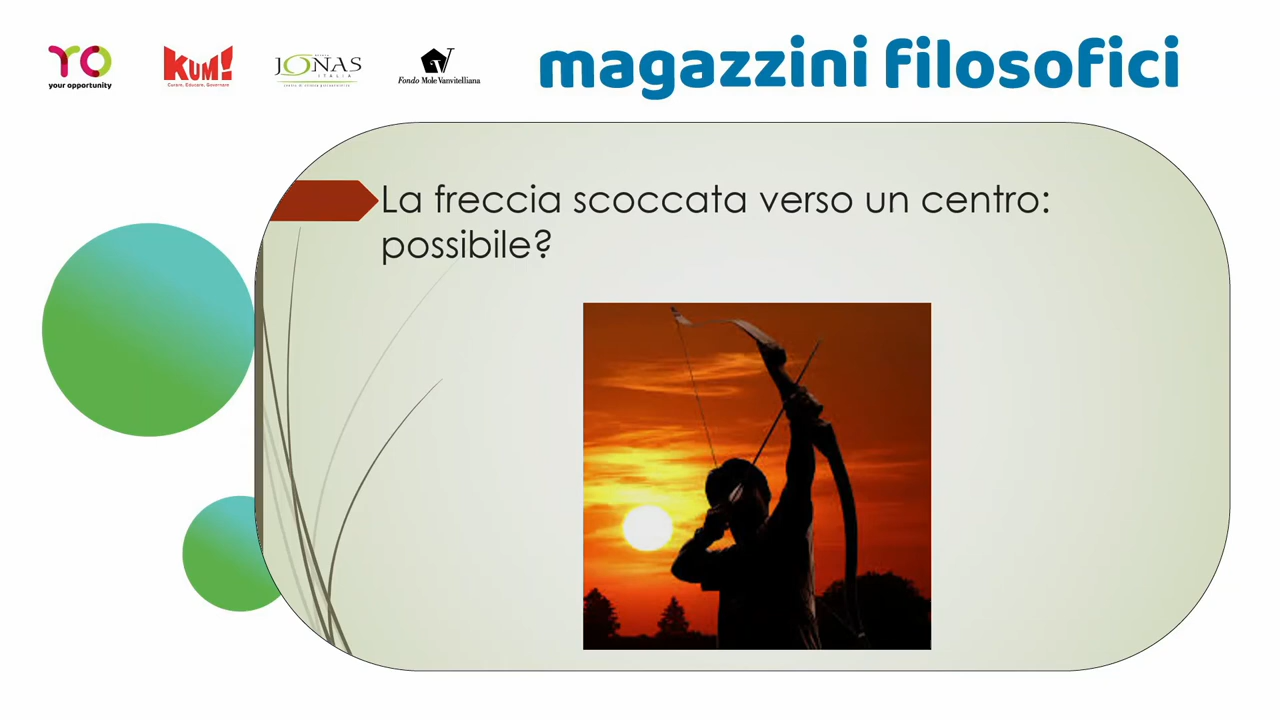 YO
your opportunity
KUM!
Curare, Educare, Governare
JONAS
ITALIA
Fondo Mole Vanvitelliana
magazzini filosofici
La freccia scoccata verso un centro:
possibile?